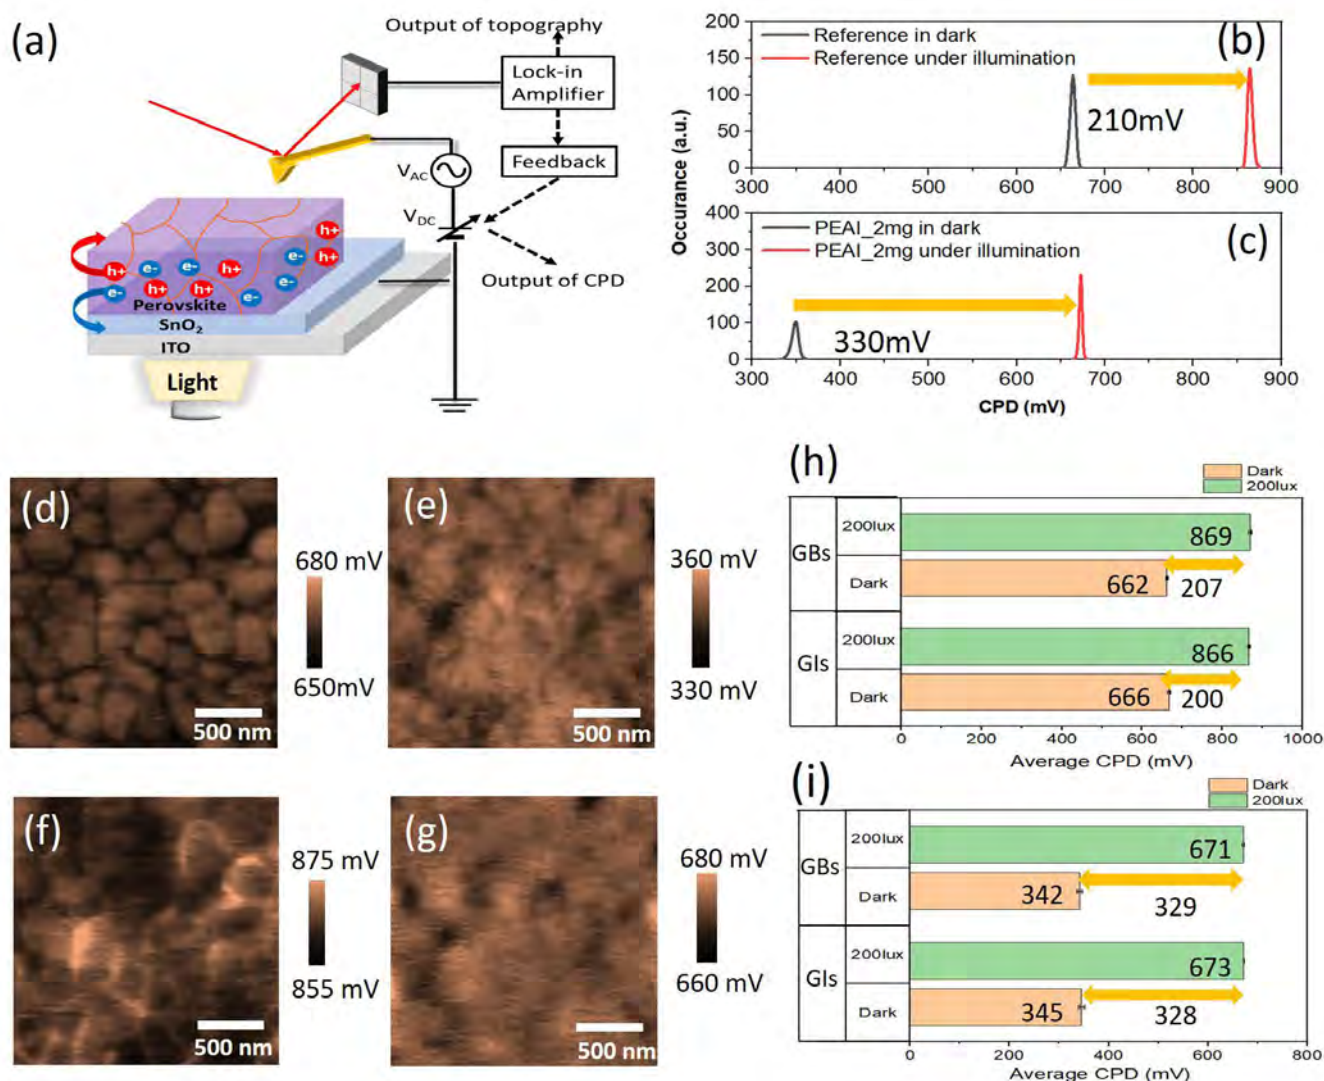 (a)
Output of topography
Lock-in
Amplifier
Feedback
VAC
VDC
Output of CPD
h+
h+
h+
h+
h+
h+
h+
e-
e-
e-
e-
e-
e-
Perovskite
SnO2
ITO
Light
(b)
Reference in dark
Reference under illumination
210mV
200
150
100
50
0
300 400 500 600 700 800 900
Occurance (a.u.)
(c)
PEAI_2mg in dark
PEAI_2mg under illumination
330mV
400
300
200
100
0
300 400 500 600 700 800 900
CPD (mV)
(d)
500 nm
680 mV
650mV
(e)
500 nm
360 mV
330 mV
(f)
500 nm
875 mV
855 mV
(g)
500 nm
680 mV
660 mV
(h)
Dark
200lux
GBs
200lux
869
Dark
662
207
GIs
200lux
866
Dark
666
200
0 200 400 600 800 1000
Average CPD (mV)
(i)
Dark
200lux
GBs
200lux
671
Dark
342
329
GIs
200lux
673
Dark
345
328
0 200 400 600 800
Average CPD (mV)